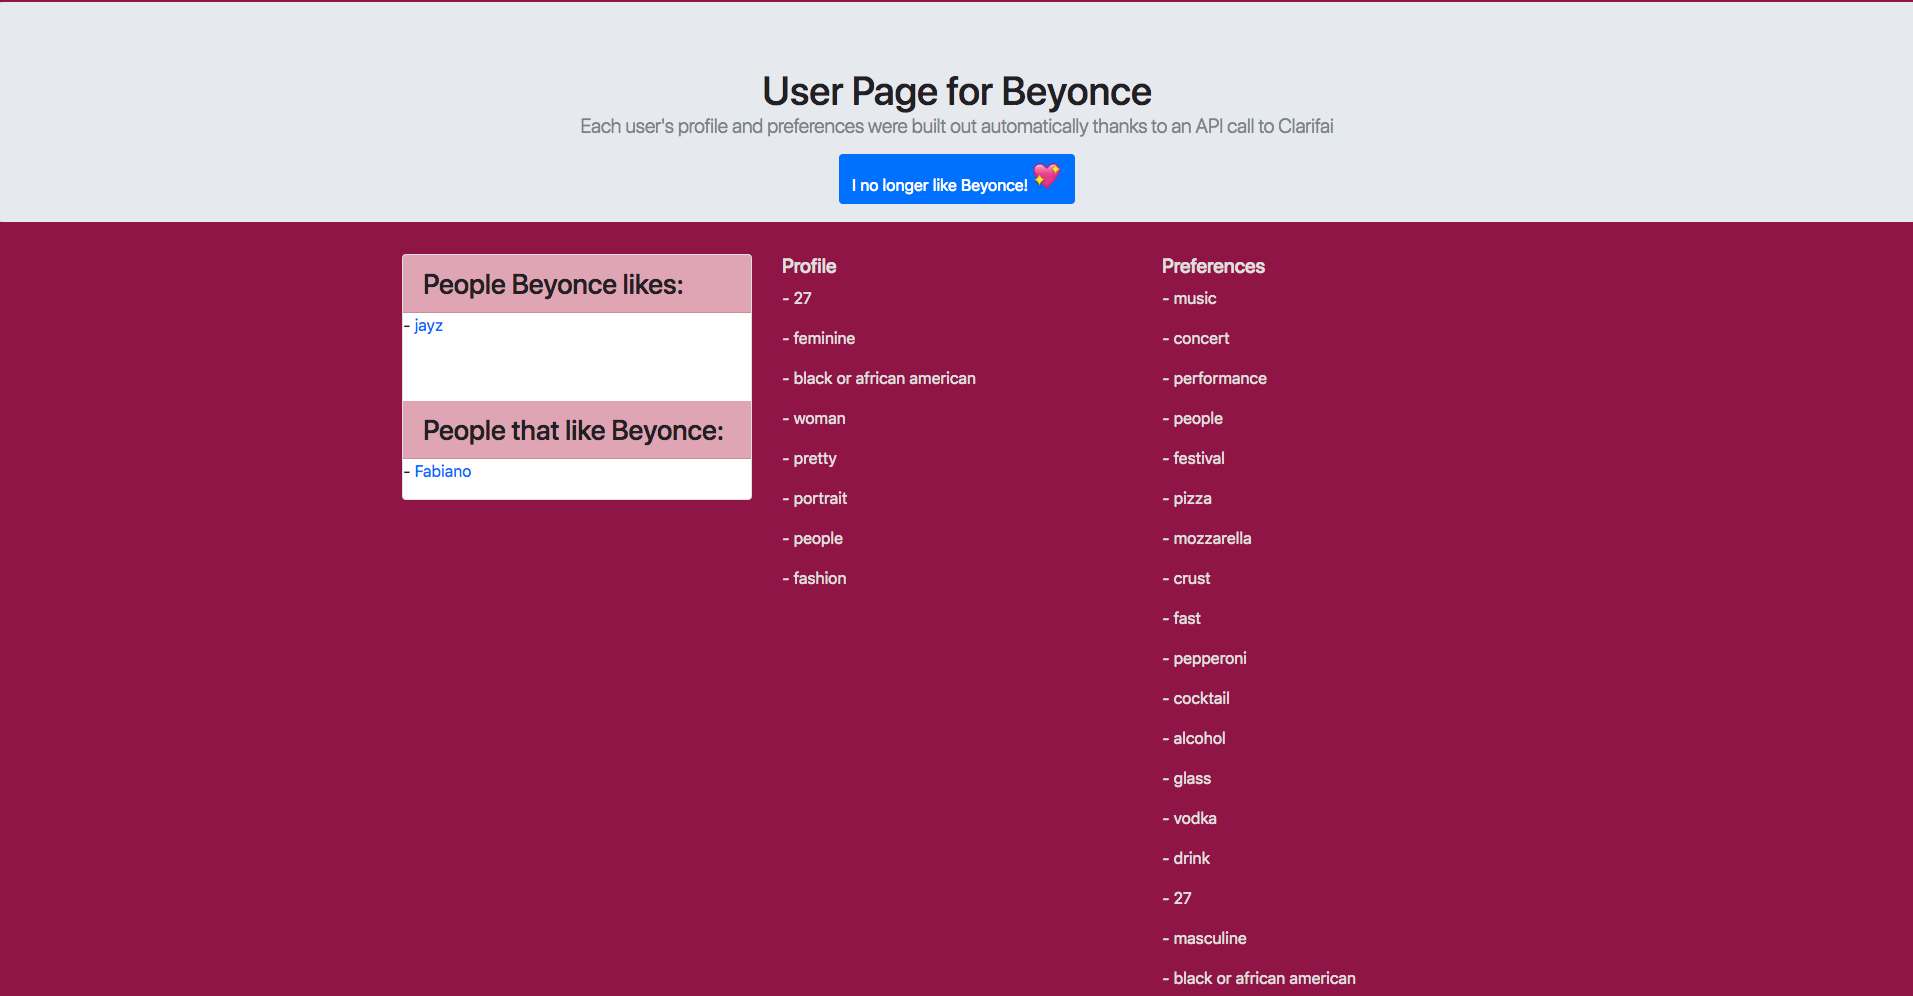 User Page for Beyonce
Each user's profile and preferences were built out automatically thanks to an API call to Clarifai
I no longer like Beyonce! 💖
People Beyonce likes:
- jayz
People that like Beyonce:
- Fabiano
Profile
- 27
- feminine
- black or african american
- woman
- pretty
- portrait
- people
- fashion
Preferences
- music
- concert
- performance
- people
- festival
- pizza
- mozzarella
- crust
- fast
- pepperoni
- cocktail
- alcohol
- glass
- vodka
- drink
- 27
- masculine
- black or african american